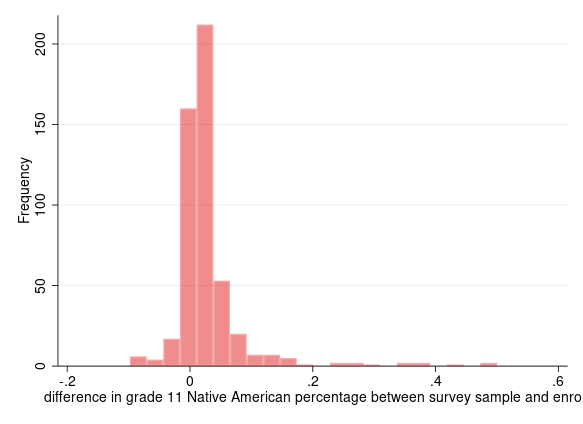 200
150
100
50
0
Frequency
-.2 0 .2 .4 .6
difference in grade 11 Native American percentage between survey sample and enro